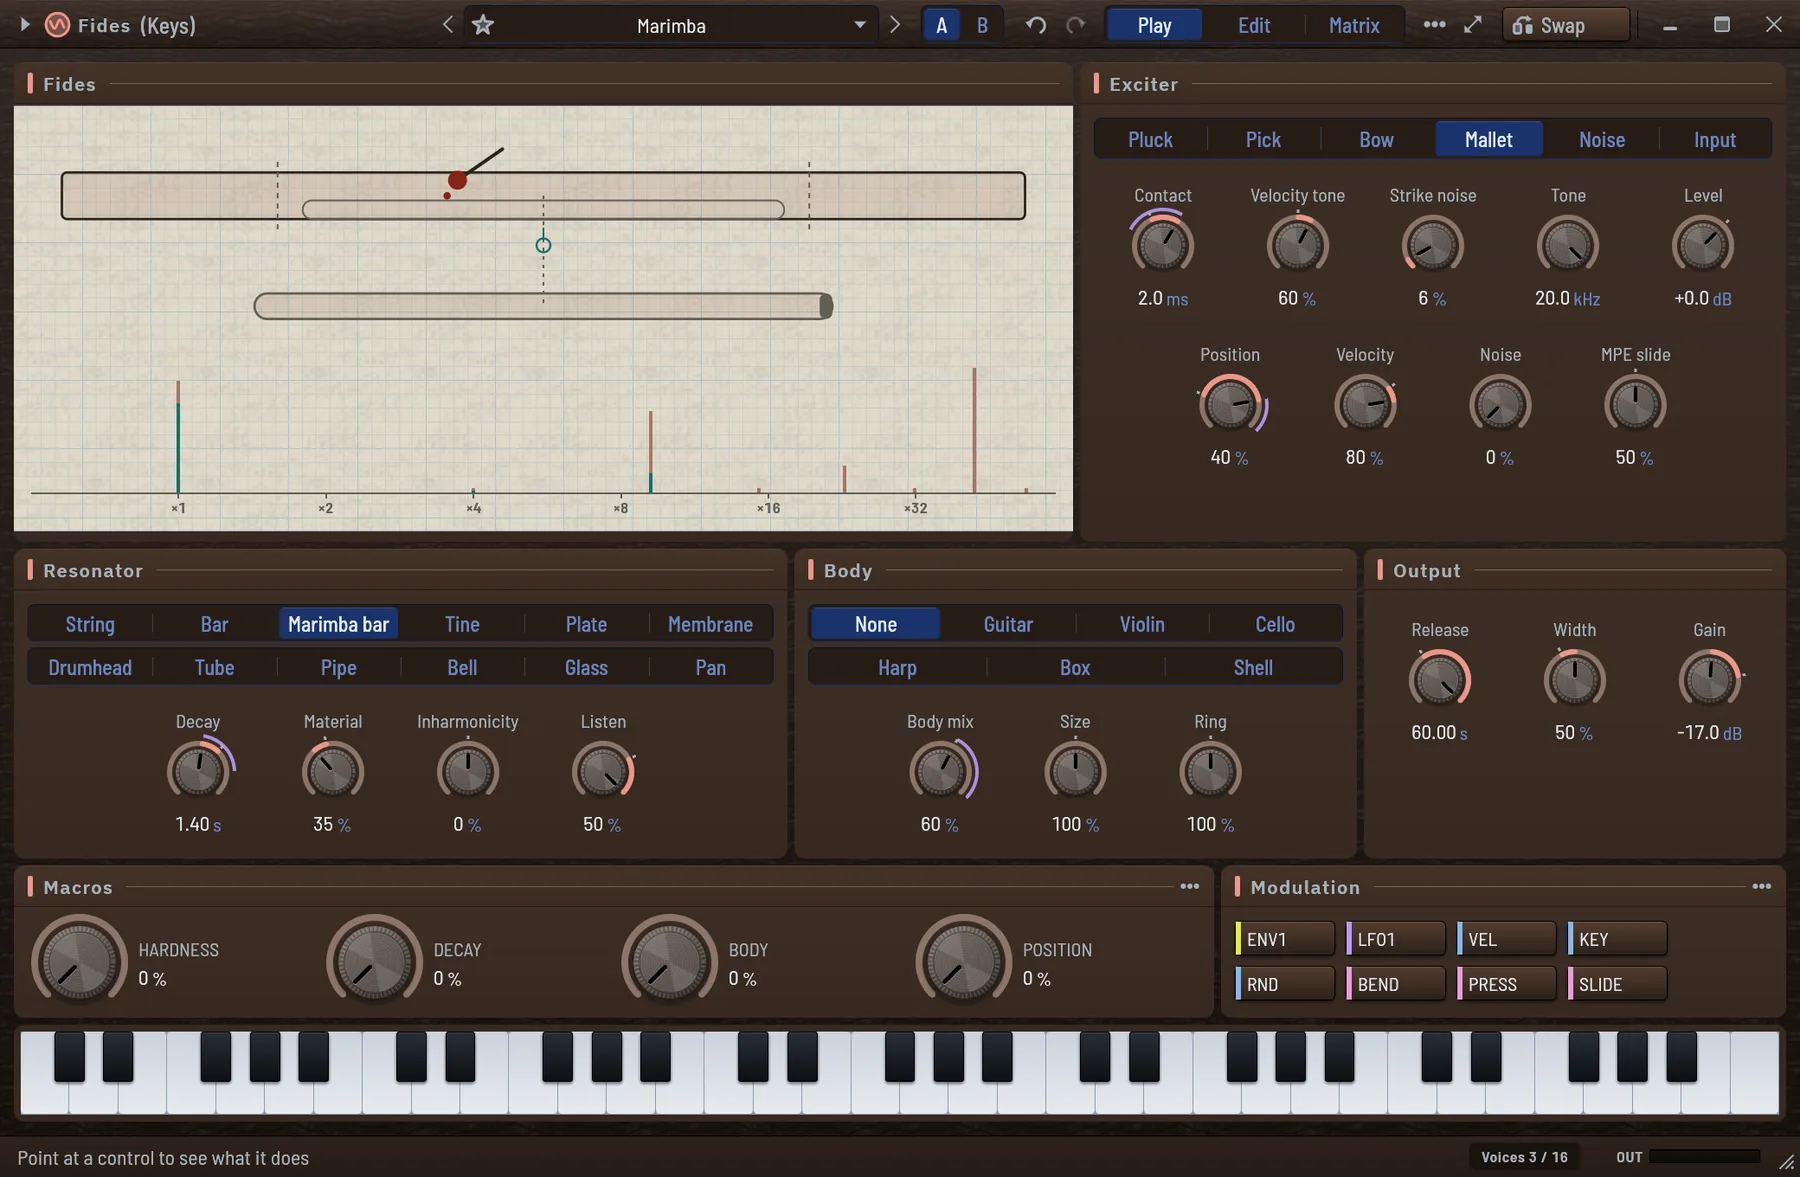 Fides (Keys)
Marimba
A B
Play Edit Matrix
Swap
Fides
Exciter
Pluck Pick Bow Mallet Noise Input
Contact Velocity tone Strike noise Tone Level
2.0 ms 60 % 6 % 20.0 kHz +0.0 dB
Position Velocity Noise MPE slide
40 % 80 % 0 % 50 %
×1 ×2 ×4 ×8 ×16 ×32
Resonator
String Bar Marimba bar Tine Plate Membrane
Drumhead Tube Pipe Bell Glass Pan
Decay Material Inharmonicity Listen
1.40 s 35 % 0 % 50 %
Body
None Guitar Violin Cello
Harp Box Shell
Body mix Size Ring
60 % 100 % 100 %
Output
Release Width Gain
60.00 s 50 % -17.0 dB
Macros
HARDNESS
0 %
DECAY
0 %
BODY
0 %
POSITION
0 %
Modulation
ENV1 LFO1 VEL KEY
RND BEND PRESS SLIDE
Point at a control to see what it does
Voices 3 / 16
OUT